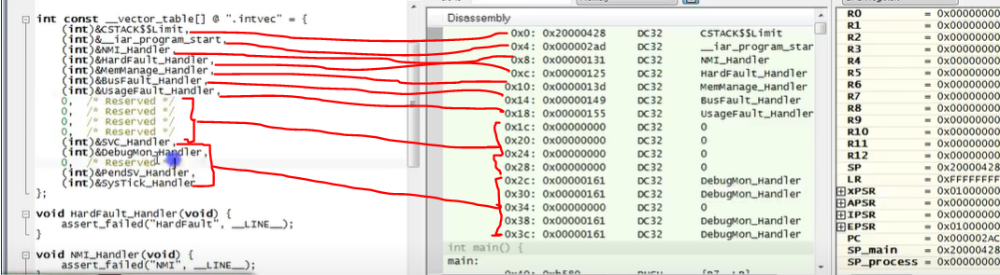 int const __vector_table[] @ ".intvec" = {
(int)&CSTACK$$Limit,
(int)&__iar_program_start,
(int)&NMI_Handler,
(int)&HardFault_Handler,
(int)&MemManage_Handler,
(int)&BusFault_Handler,
(int)&UsageFault_Handler,
0, /* Reserved */
0, /* Reserved */
0, /* Reserved */
0, /* Reserved */
(int)&SVC_Handler,
(int)&DebugMon_Handler,
0, /* Reserved
(int)&PendSV_Handler,
(int)&SysTick_Handler
};
void HardFault_Handler(void) {
assert_failed("HardFault", __LINE__);
}
void NMI_Handler(void) {
assert_failed("NMI", __LINE__);
Disassembly
0x0: 0x20000428 DC32 CSTACK$$Limit
0x4: 0x000002ad DC32 __iar_program_star
0x8: 0x00000131 DC32 NMI_Handler
0xc: 0x00000125 DC32 HardFault_Handler
0x10: 0x0000013d DC32 MemManage_Handler
0x14: 0x00000149 DC32 BusFault_Handler
0x18: 0x00000155 DC32 UsageFault_Handler
0x1c: 0x00000000 DC32 0
0x20: 0x00000000 DC32 0
0x24: 0x00000000 DC32 0
0x28: 0x00000000 DC32 0
0x2c: 0x00000161 DC32 DebugMon_Handler
0x30: 0x00000161 DC32 DebugMon_Handler
0x34: 0x00000000 DC32 0
0x38: 0x00000161 DC32 DebugMon_Handler
0x3c: 0x00000161 DC32 DebugMon_Handler
int main() {
main:
R0 = 0x00000000
R1 = 0x00000000
R2 = 0x00000000
R3 = 0x00000000
R4 = 0x00000000
R5 = 0x00000000
R6 = 0x00000000
R7 = 0x00000000
R8 = 0x00000000
R9 = 0x00000000
R10 = 0x00000000
R11 = 0x00000000
R12 = 0x00000000
SP = 0x20000428
LR = 0xFFFFFFFF
XPSR = 0x01000000
APSR = 0x00000000
IPSR = 0x00000000
EPSR = 0x01000000
PC = 0x000002AC
SP_main = 0x20000428
SP_process = 0x00000000